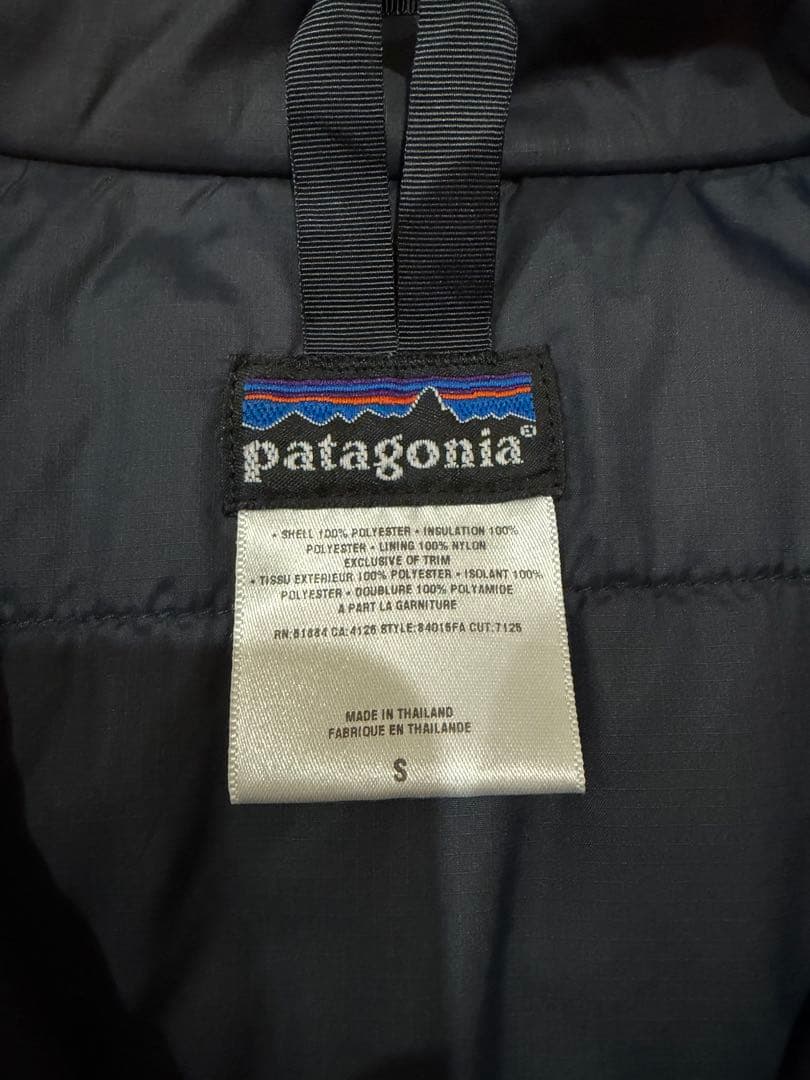 patagonia®
• SHELL 100% POLYESTER • INSULATION 100%
POLYESTER • LINING 100% NYLON
EXCLUSIVE OF TRIM
• TISSU EXTERIEUR 100% POLYESTER • ISOLANT 100%
POLYESTER • DOUBLURE 100% POLYAMIDE
A PART LA GARNITURE
RN:51884 CA:4125 STYLE:84015FA CUT.7125
MADE IN THAILAND
FABRIQUE EN THAILANDE
S